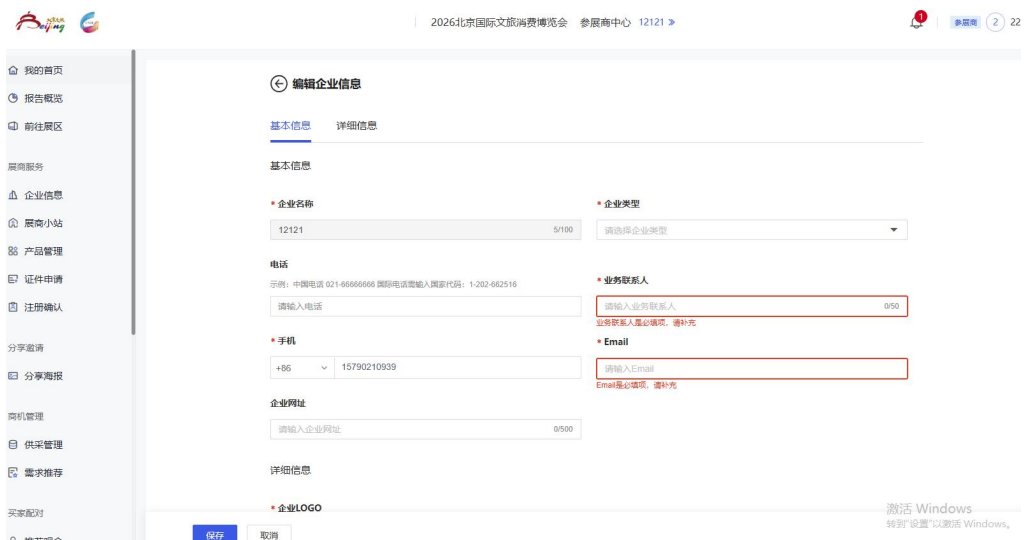 Beijing
2026北京国际文旅消费博览会 参展商中心 12121 »
1
参展商 2 22
我的首页
报告概览
前往展区
展商服务
企业信息
展商小站
产品管理
证件申请
注册确认
分享邀请
分享海报
商机管理
供采管理
需求推荐
买家配对
编辑企业信息
基本信息 详细信息
基本信息
* 企业名称
12121 5/100
* 企业类型
请选择企业类型
电话
示例：中国电话 021-66666666 国际电话需输入国家代码：1-202-662516
请输入电话
* 业务联系人
请输入业务联系人 0/50
业务联系人是必填项，请补充
* 手机
+86 15790210939
* Email
请输入Email
Email是必填项，请补充
企业网址
请输入企业网址 0/500
详细信息
* 企业LOGO
保存 取消
激活 Windows
转到"设置"以激活 Windows。